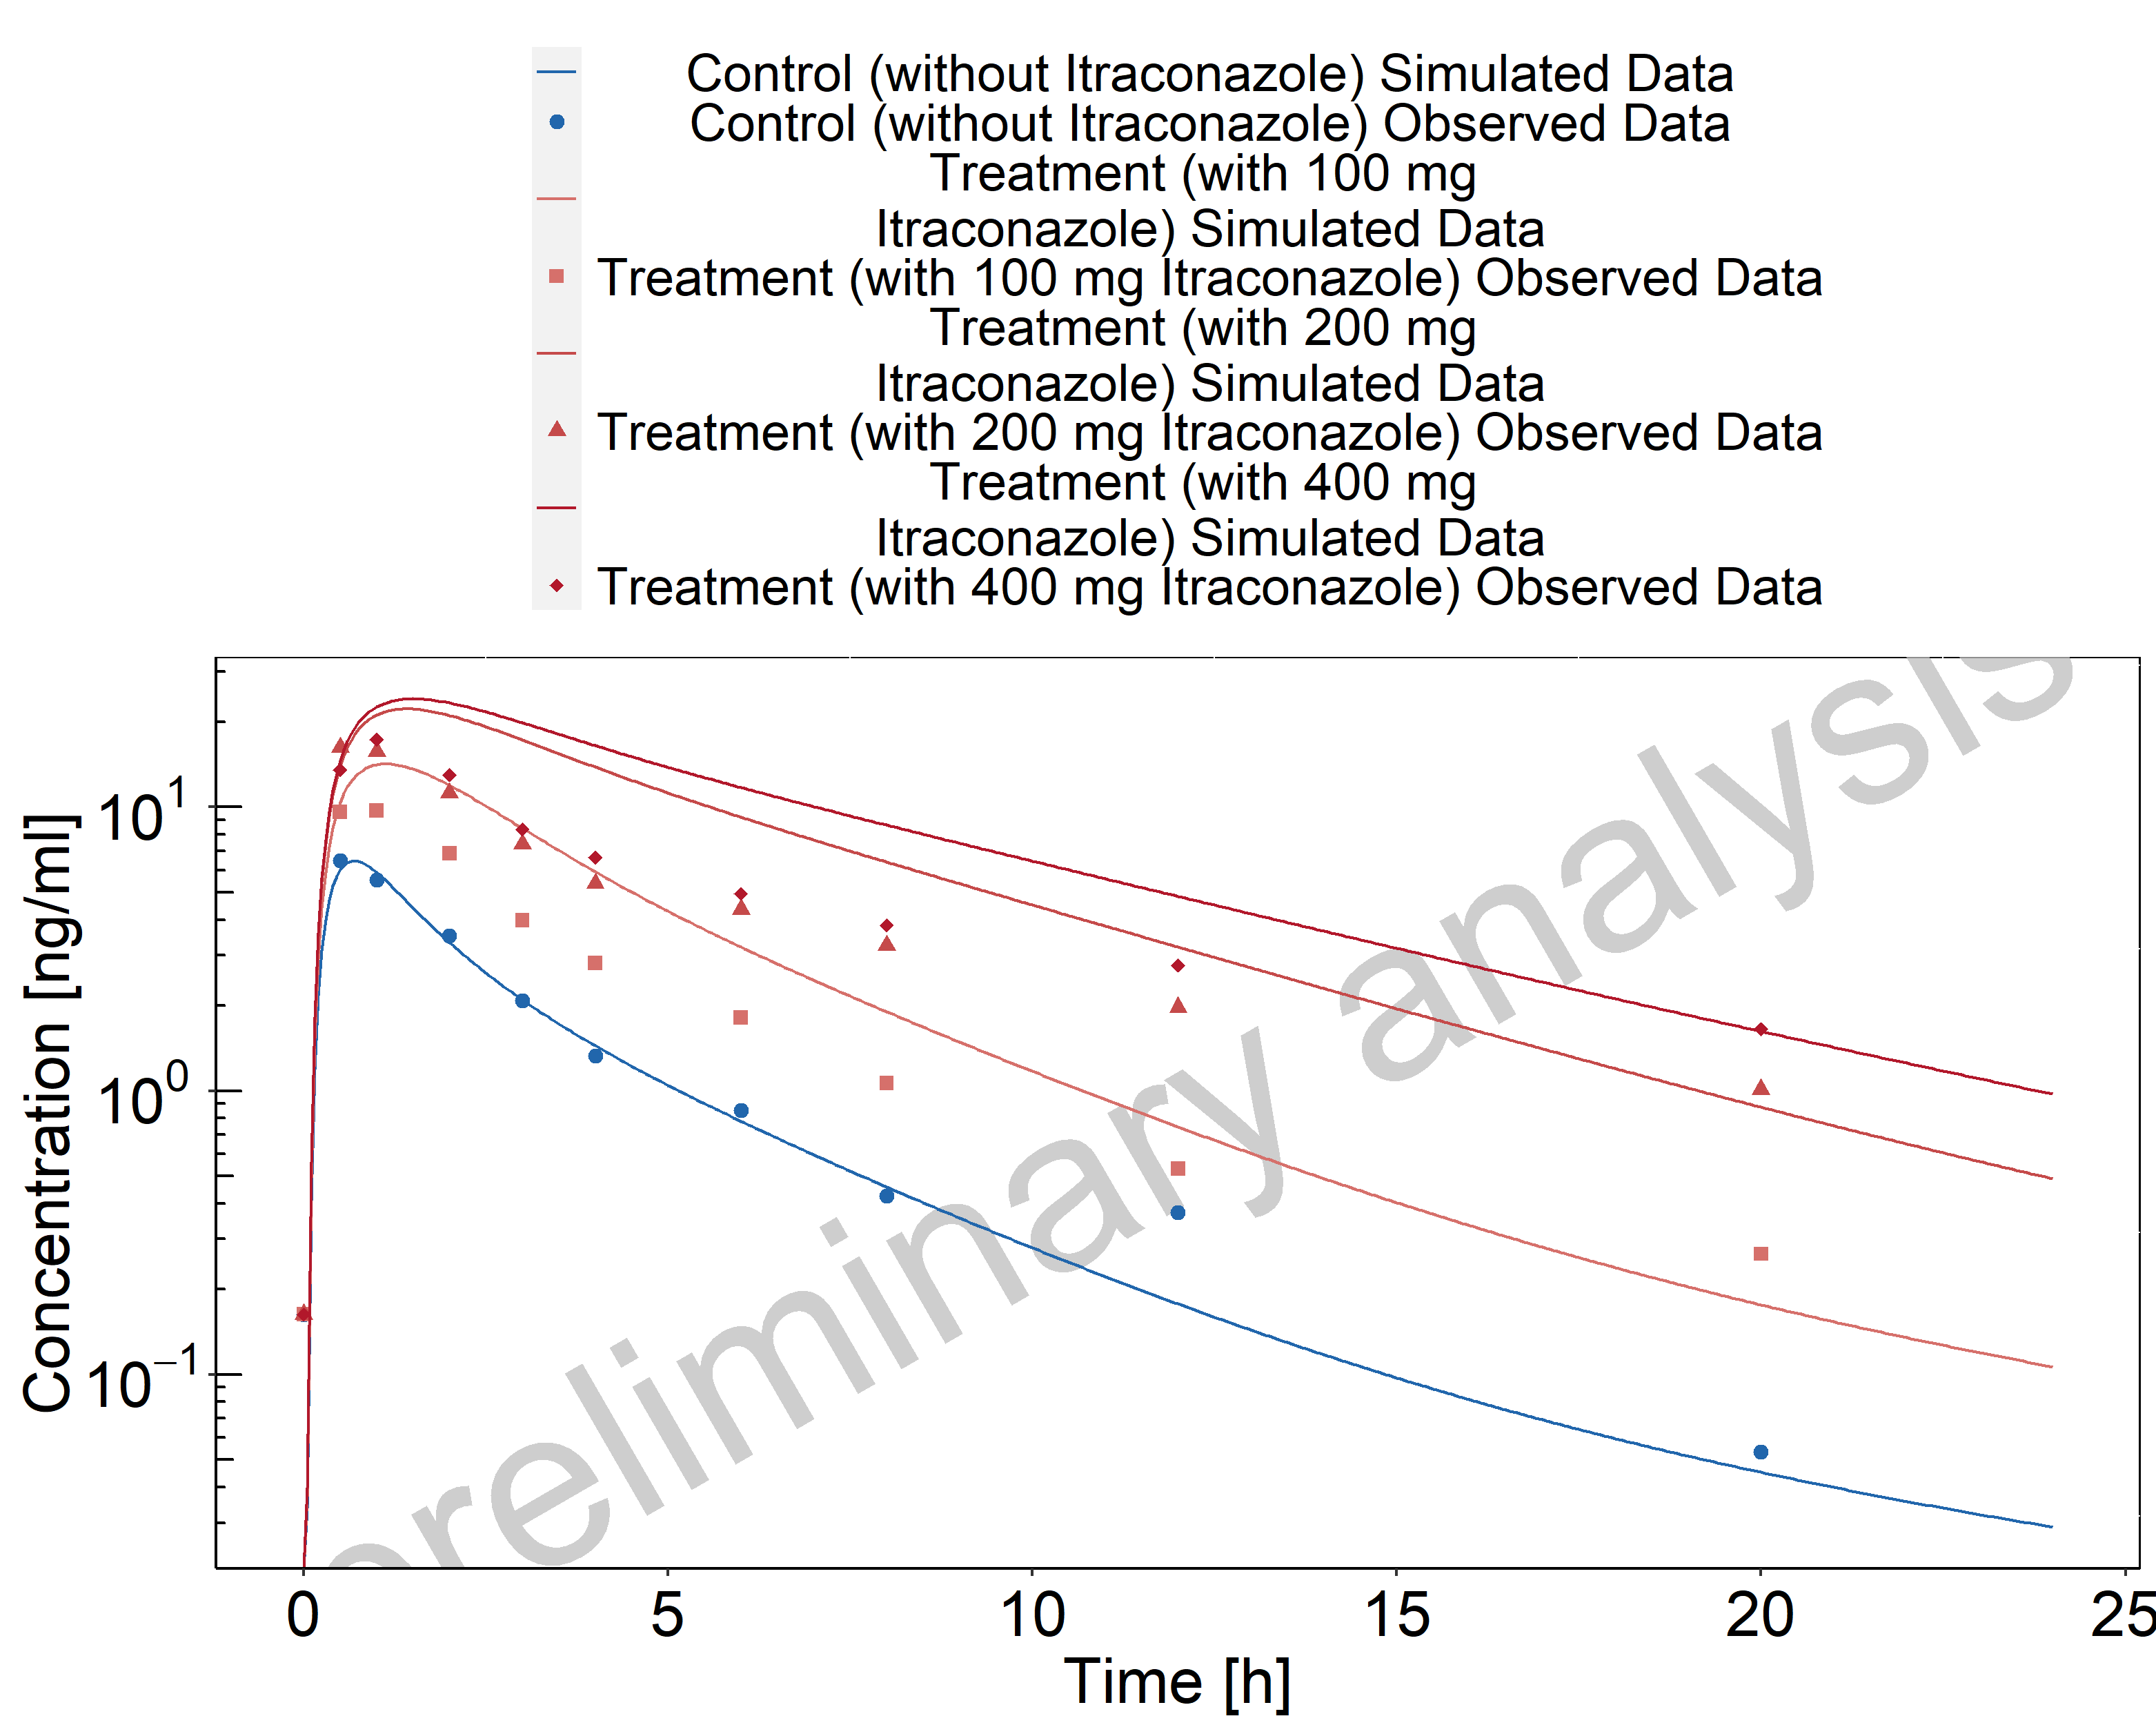 Control (without Itraconazole) Simulated Data
Control (without Itraconazole) Observed Data
Treatment (with 100 mg
Itraconazole) Simulated Data
Treatment (with 100 mg Itraconazole) Observed Data
Treatment (with 200 mg
Itraconazole) Simulated Data
Treatment (with 200 mg Itraconazole) Observed Data
Treatment (with 400 mg
Itraconazole) Simulated Data
Treatment (with 400 mg Itraconazole) Observed Data
Concentration [ng/ml]
10¹
10⁰
10⁻¹
preliminary analysis
0 5 10 15 20 25
Time [h]